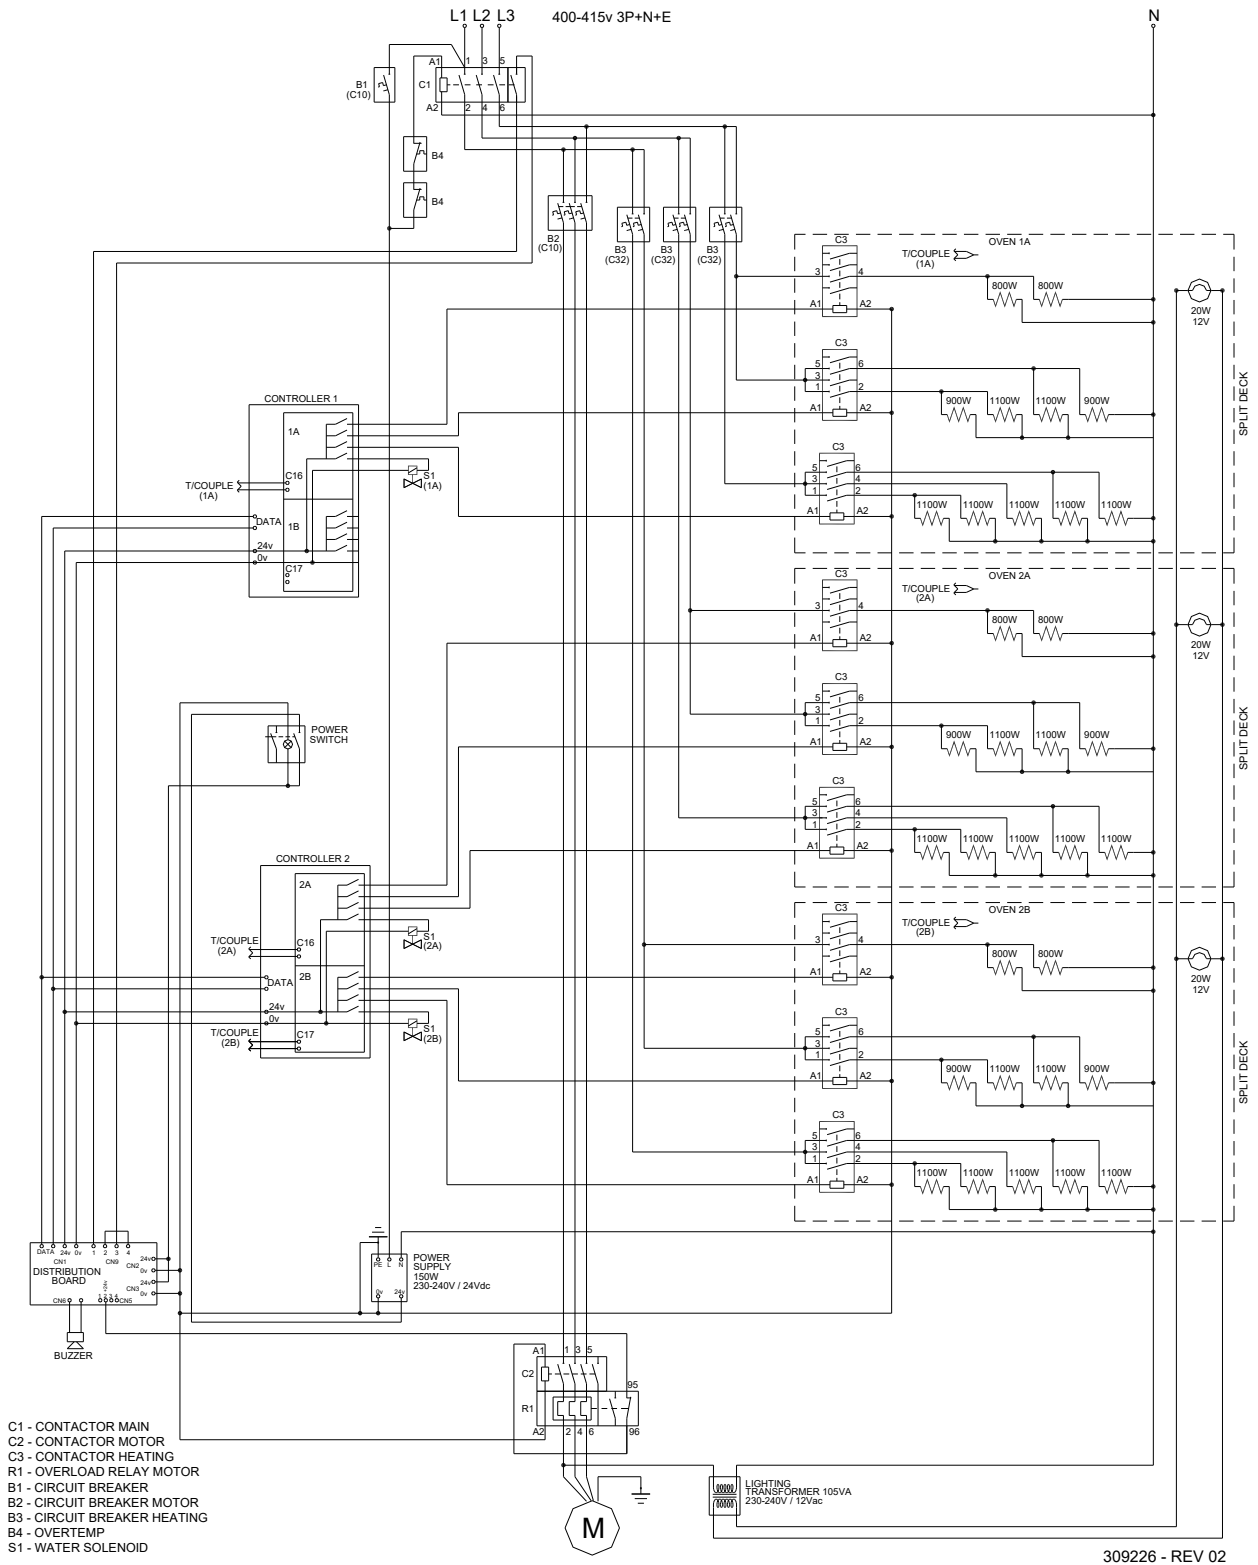 L1 L2 L3 400-415v 3P+N+E N
A1 1 3 5
B1
(C10)
C1
A2 2 4 6
B4
B4
B2
(C10)
B3
(C32)
B3
(C32)
B3
(C32)
OVEN 1A
T/COUPLE
(1A)
C3
3 4
A1 A2
800W 800W
20W
12V
C3
5 6
3
1 2
A1 A2
900W 1100W 1100W 900W
C3
5 6
3 4
1 2
A1 A2
1100W 1100W 1100W 1100W 1100W
SPLIT DECK
CONTROLLER 1
1A
C16
T/COUPLE
(1A)
S1
(1A)
DATA
1B
24v
0v
C17
OVEN 2A
T/COUPLE
(2A)
C3
3 4
A1 A2
800W 800W
20W
12V
C3
5 6
3
1 2
A1 A2
900W 1100W 1100W 900W
C3
5 6
3 4
1 2
A1 A2
1100W 1100W 1100W 1100W 1100W
SPLIT DECK
POWER
SWITCH
CONTROLLER 2
2A
C16
T/COUPLE
(2A)
S1
(2A)
DATA
2B
24v
0v
T/COUPLE
(2B)
C17
S1
(2B)
OVEN 2B
T/COUPLE
(2B)
C3
3 4
A1 A2
800W 800W
20W
12V
C3
5 6
3
1 2
A1 A2
900W 1100W 1100W 900W
C3
5 6
3 4
1 2
A1 A2
1100W 1100W 1100W 1100W 1100W
SPLIT DECK
DATA 24v 0v 1 2 3 4
CN1 CN9
24v
CN2
0v
DISTRIBUTION
BOARD
24v
CN3
0v
+24v
1 2 3 4 CN5
CN6
BUZZER
PE L N
0v 24v
POWER
SUPPLY
150W
230-240V / 24Vdc
A1 1 3 5
C2
95
R1
A2 2 4 6 96
M
LIGHTING
TRANSFORMER 105VA
230-240V / 12Vac
C1 - CONTACTOR MAIN
C2 - CONTACTOR MOTOR
C3 - CONTACTOR HEATING
R1 - OVERLOAD RELAY MOTOR
B1 - CIRCUIT BREAKER
B2 - CIRCUIT BREAKER MOTOR
B3 - CIRCUIT BREAKER HEATING
B4 - OVERTEMP
S1 - WATER SOLENOID
309226 - REV 02